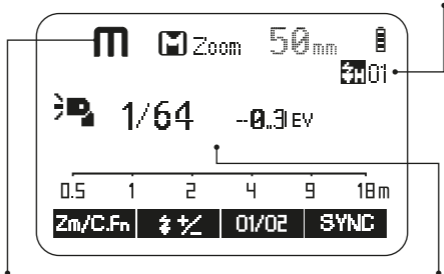 m M Zoom 50mm
H01
1/64 --0.3EV
0.5 1 2 4 9 18m
Zm/C.Fn +/− 01/02 SYNC